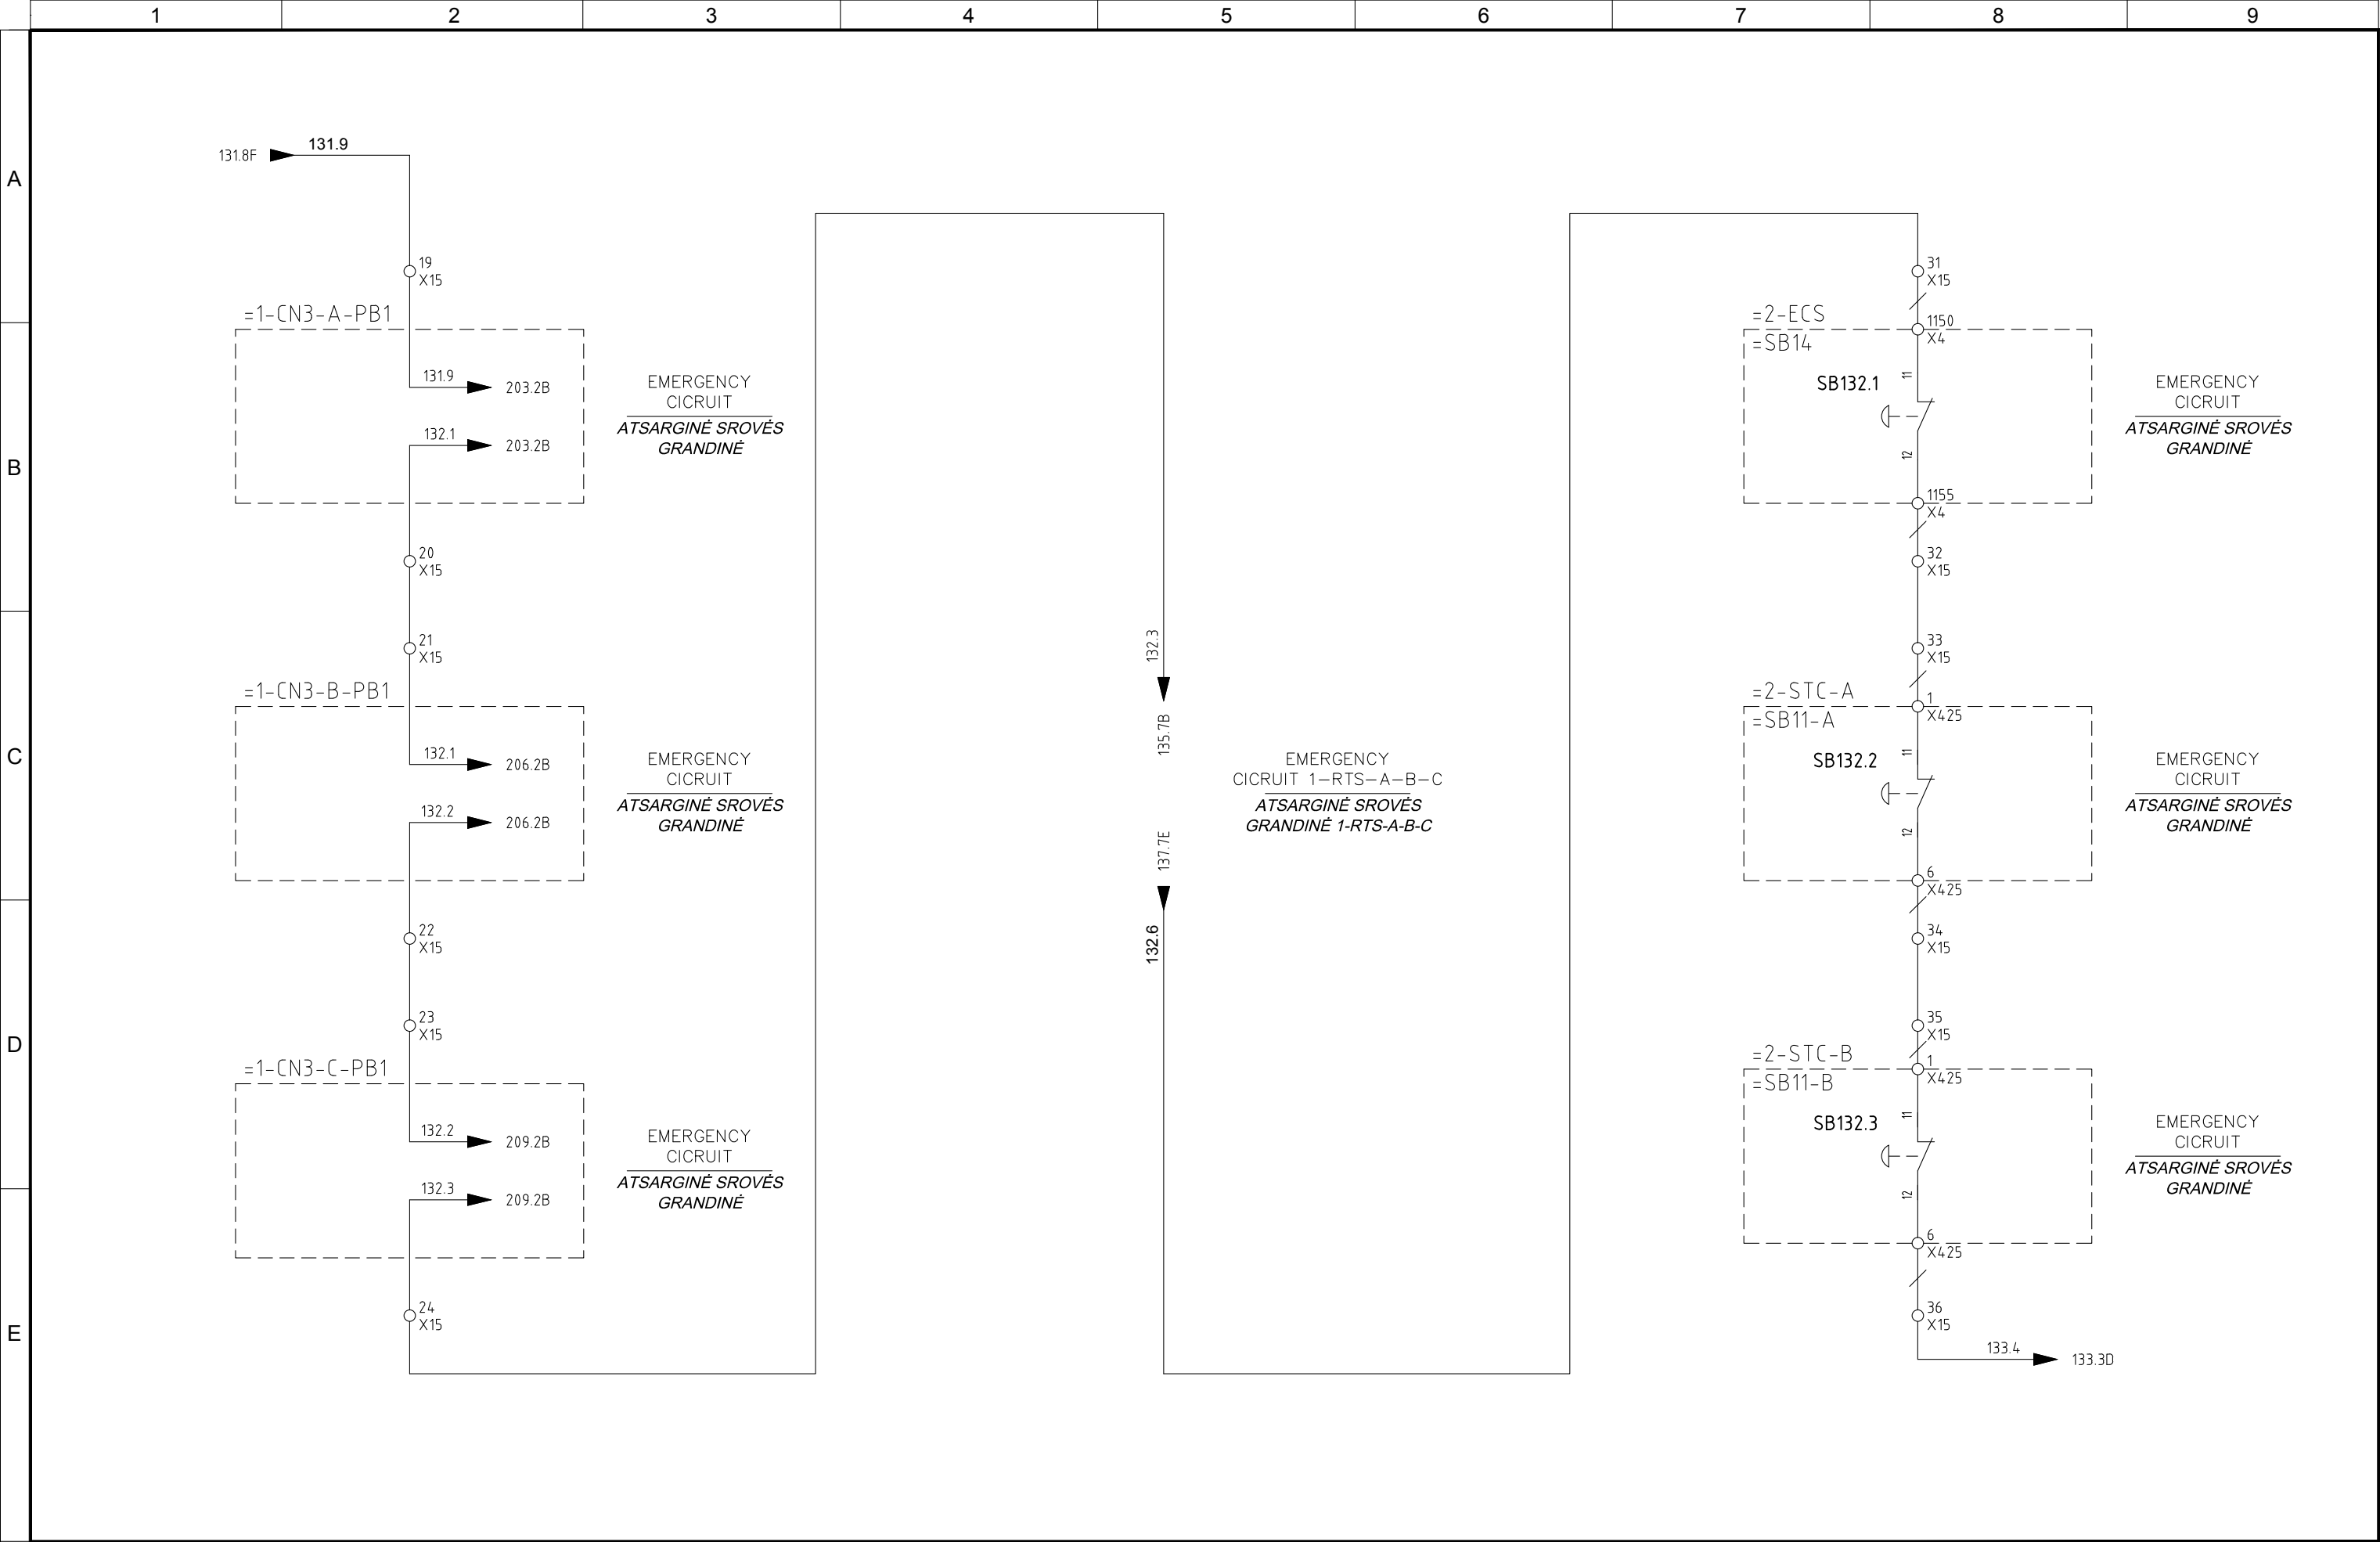 1 2 3 4 5 6 7 8 9
A
B
C
D
E
131.8F 131.9
19
X15
=1-CN3-A-PB1
131.9 203.2B
132.1 203.2B
EMERGENCY
CICRUIT
ATSARGINĖ SROVĖS
GRANDINĖ
20
X15
21
X15
=1-CN3-B-PB1
132.1 206.2B
132.2 206.2B
EMERGENCY
CICRUIT
ATSARGINĖ SROVĖS
GRANDINĖ
22
X15
23
X15
=1-CN3-C-PB1
132.2 209.2B
132.3 209.2B
EMERGENCY
CICRUIT
ATSARGINĖ SROVĖS
GRANDINĖ
24
X15
132.3
135.7B
EMERGENCY
CICRUIT 1-RTS-A-B-C
ATSARGINĖ SROVĖS
GRANDINĖ 1-RTS-A-B-C
137.7E
132.6
31
X15
=2-ECS
1150
X4
=SB14
SB132.1
11
12
EMERGENCY
CICRUIT
ATSARGINĖ SROVĖS
GRANDINĖ
1155
X4
32
X15
33
X15
=2-STC-A
1
X425
=SB11-A
SB132.2
11
12
EMERGENCY
CICRUIT
ATSARGINĖ SROVĖS
GRANDINĖ
6
X425
34
X15
35
X15
=2-STC-B
1
X425
=SB11-B
SB132.3
11
12
EMERGENCY
CICRUIT
ATSARGINĖ SROVĖS
GRANDINĖ
6
X425
36
X15
133.4 133.3D